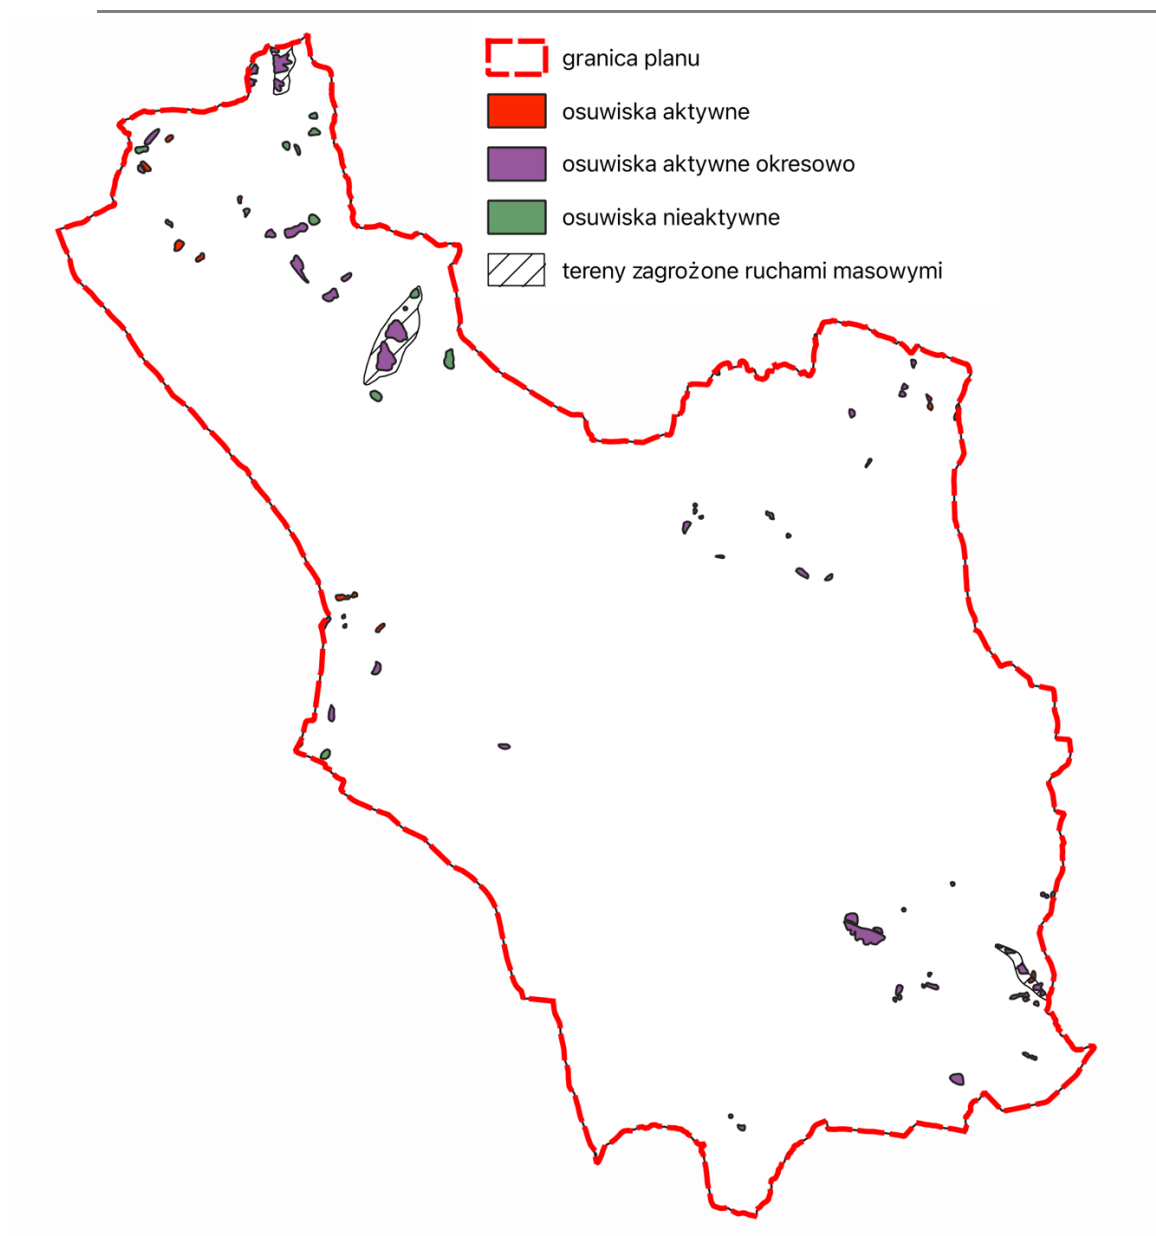 granica planu
osuwiska aktywne
osuwiska aktywne okresowo
osuwiska nieaktywne
tereny zagrożone ruchami masowymi